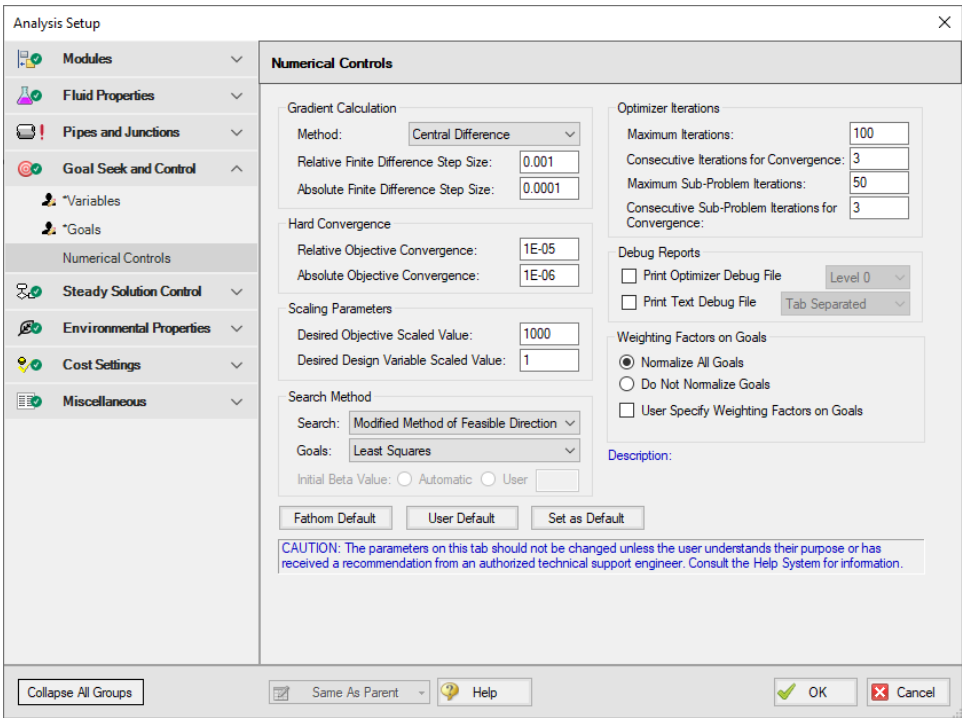 Analysis Setup
Modules
Fluid Properties
Pipes and Junctions
Goal Seek and Control
*Variables
*Goals
Numerical Controls
Steady Solution Control
Environmental Properties
Cost Settings
Miscellaneous
Numerical Controls
Gradient Calculation
Method: Central Difference
Relative Finite Difference Step Size: 0.001
Absolute Finite Difference Step Size: 0.0001
Hard Convergence
Relative Objective Convergence: 1E-05
Absolute Objective Convergence: 1E-06
Scaling Parameters
Desired Objective Scaled Value: 1000
Desired Design Variable Scaled Value: 1
Search Method
Search: Modified Method of Feasible Direction
Goals: Least Squares
Initial Beta Value: Automatic User
Optimizer Iterations
Maximum Iterations: 100
Consecutive Iterations for Convergence: 3
Maximum Sub-Problem Iterations: 50
Consecutive Sub-Problem Iterations for 3
Convergence:
Debug Reports
Print Optimizer Debug File Level 0
Print Text Debug File Tab Separated
Weighting Factors on Goals
Normalize All Goals
Do Not Normalize Goals
User Specify Weighting Factors on Goals
Description:
Fathom Default User Default Set as Default
CAUTION: The parameters on this tab should not be changed unless the user understands their purpose or has
received a recommendation from an authorized technical support engineer. Consult the Help System for information.
Collapse All Groups Same As Parent Help OK Cancel